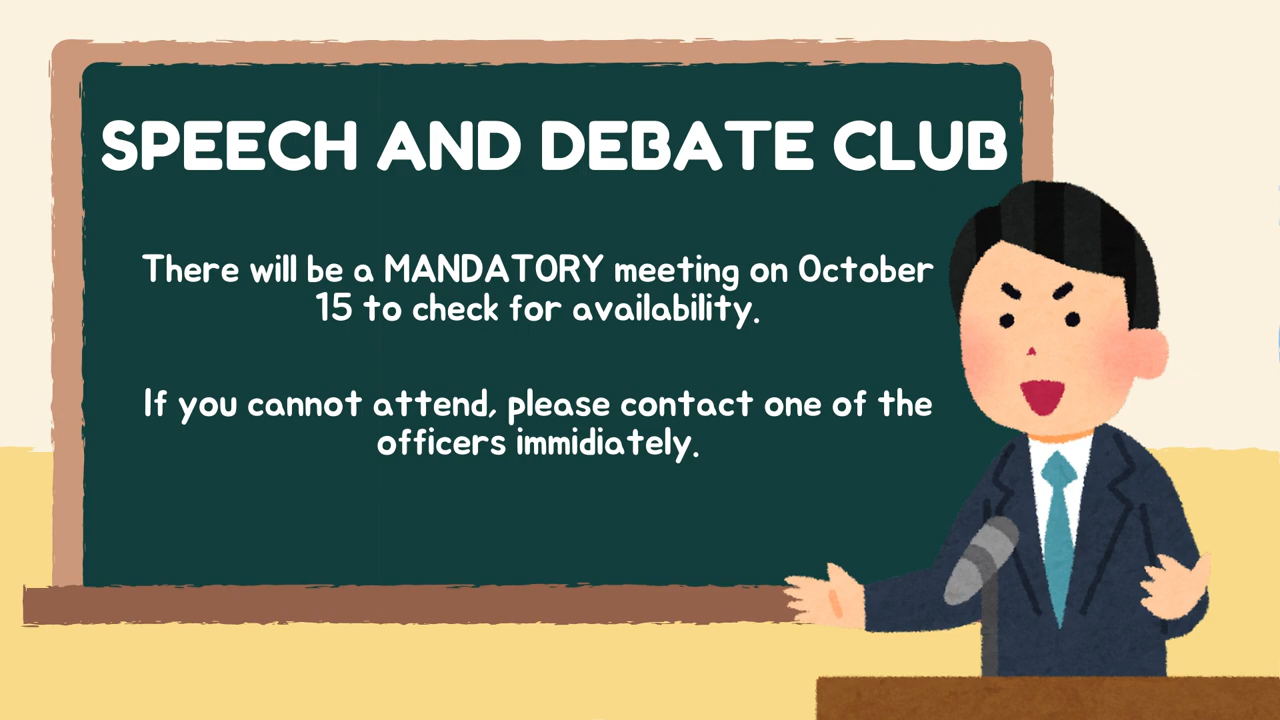 SPEECH AND DEBATE CLUB
There will be a MANDATORY meeting on October
15 to check for availability.
If you cannot attend, please contact one of the
officers immidiately.